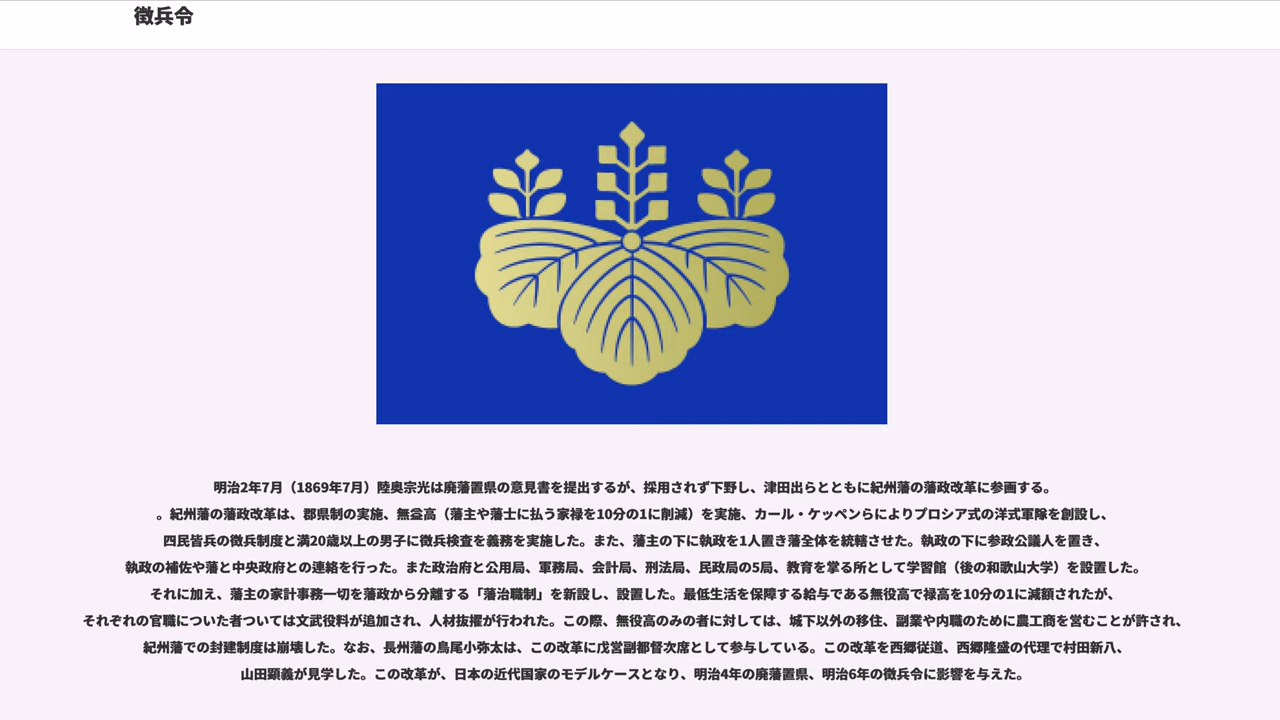 徴兵令
明治2年7月（1869年7月）陸奥宗光は廃藩置県の意見書を提出するが、採用されず下野し、津田出らとともに紀州藩の藩政改革に参画する。
。紀州藩の藩政改革は、郡県制の実施、無益高（藩主や藩士に払う家禄を10分の1に削減）を実施、カール・ケッペンらによりプロシア式の洋式軍隊を創設し、
四民皆兵の徴兵制度と満20歳以上の男子に徴兵検査を義務を実施した。また、藩主の下に執政を1人置き藩全体を統轄させた。執政の下に参政公議人を置き、
執政の補佐や藩と中央政府との連絡を行った。また政治府と公用局、軍務局、会計局、刑法局、民政局の5局、教育を掌る所として学習館（後の和歌山大学）を設置した。
それに加え、藩主の家計事務一切を藩政から分離する「藩治職制」を新設し、設置した。最低生活を保障する給与である無役高で禄高を10分の1に減額されたが、
それぞれの官職についた者ついては文武役料が追加され、人材抜擢が行われた。この際、無役高のみの者に対しては、城下以外の移住、副業や内職のために農工商を営むことが許され、
紀州藩での封建制度は崩壊した。なお、長州藩の鳥尾小弥太は、この改革に戊営副都督次席として参与している。この改革を西郷従道、西郷隆盛の代理で村田新八、
山田顕義が見学した。この改革が、日本の近代国家のモデルケースとなり、明治4年の廃藩置県、明治6年の徴兵令に影響を与えた。